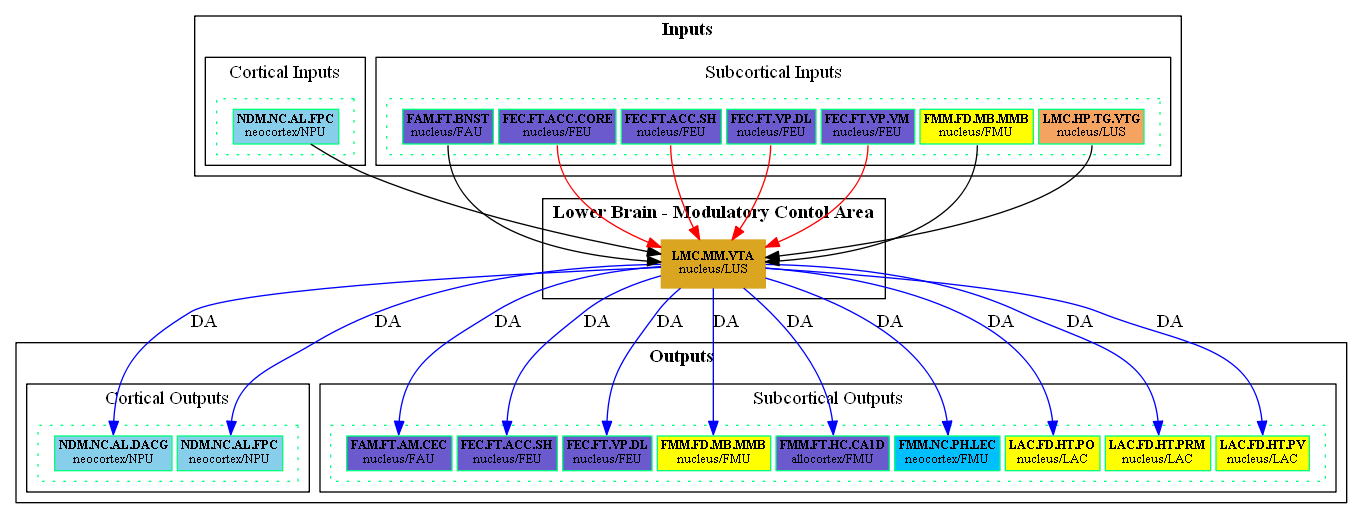 Inputs
Cortical Inputs
Subcortical Inputs
NDM.NC.AL.FPC
neocortex/NPU
FAM.FT.BNST
nucleus/FAU
FEC.FT.ACC.CORE
nucleus/FEU
FEC.FT.ACC.SH
nucleus/FEU
FEC.FT.VP.DL
nucleus/FEU
FEC.FT.VP.VM
nucleus/FEU
FMM.FD.MB.MMB
nucleus/FMU
LMC.HP.TG.VTG
nucleus/LUS
Lower Brain - Modulatory Contol Area
LMC.MM.VTA
nucleus/LUS
DA
DA
DA
DA
DA
DA
DA
DA
DA
DA
DA
Outputs
Cortical Outputs
Subcortical Outputs
NDM.NC.AL.DACG
neocortex/NPU
NDM.NC.AL.FPC
neocortex/NPU
FAM.FT.AM.CEC
nucleus/FAU
FEC.FT.ACC.SH
nucleus/FEU
FEC.FT.VP.DL
nucleus/FEU
FMM.FD.MB.MMB
nucleus/FMU
FMM.FT.HC.CA1D
allocortex/FMU
FMM.NC.PH.LEC
neocortex/FMU
LAC.FD.HT.PO
nucleus/LAC
LAC.FD.HT.PRM
nucleus/LAC
LAC.FD.HT.PV
nucleus/LAC